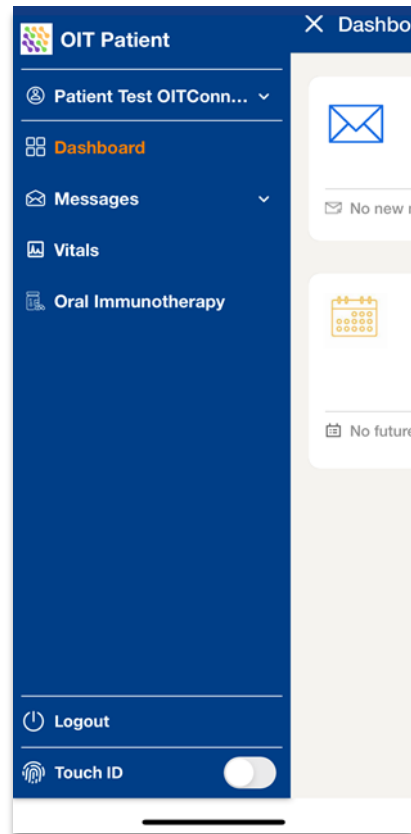 OIT Patient
Dashbo
Patient Test OITConn...
Dashboard
Messages
No new
Vitals
Oral Immunotherapy
No future
Logout
Touch ID